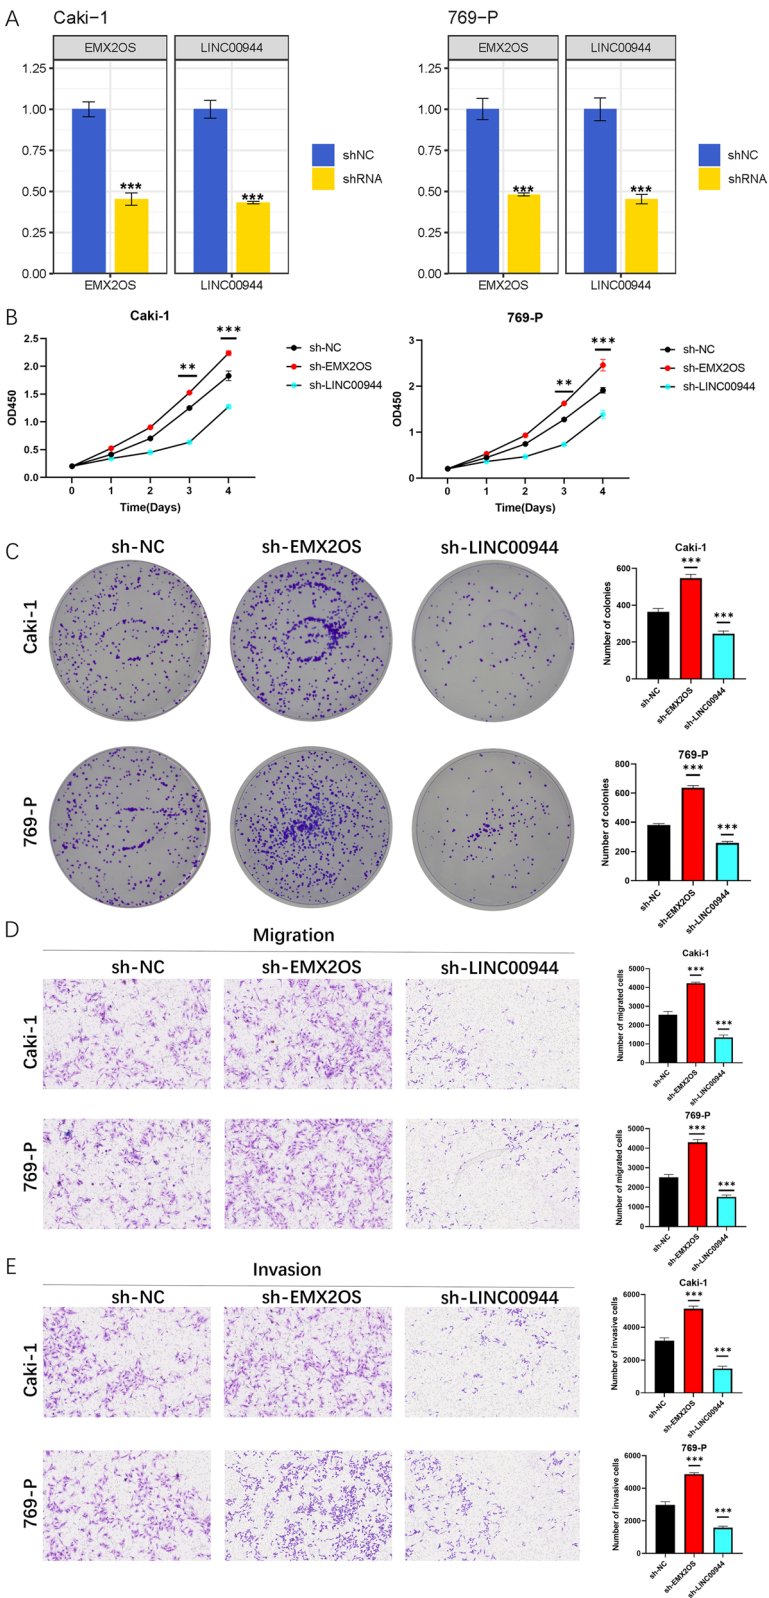 A
Caki−1
EMX2OS
LINC00944
1.25
1.00
0.75
0.50
0.25
0.00
***
***
EMX2OS
LINC00944
shNC
shRNA
769−P
EMX2OS
LINC00944
1.25
1.00
0.75
0.50
0.25
0.00
***
***
EMX2OS
LINC00944
shNC
shRNA
B
Caki-1
OD450
2.5
2.0
1.5
1.0
0.5
0.0
**
***
0 1 2 3 4
Time(Days)
sh-NC
sh-EMX2OS
sh-LINC00944
769-P
OD450
3
2
1
0
**
***
0 1 2 3 4
Time(Days)
sh-NC
sh-EMX2OS
sh-LINC00944
C
sh-NC
sh-EMX2OS
sh-LINC00944
Caki-1
769-P
Caki-1
Number of colonies
600
400
200
0
***
***
sh-NC
sh-EMX2OS
sh-LINC00944
769-P
Number of colonies
800
600
400
200
0
***
***
sh-NC
sh-EMX2OS
sh-LINC00944
D
Migration
sh-NC
sh-EMX2OS
sh-LINC00944
Caki-1
769-P
Caki-1
Number of migrated cells
5000
4000
3000
2000
1000
0
***
***
sh-NC
sh-EMX2OS
sh-LINC00944
769-P
Number of migrated cells
5000
4000
3000
2000
1000
0
***
***
sh-NC
sh-EMX2OS
sh-LINC00944
E
Invasion
sh-NC
sh-EMX2OS
sh-LINC00944
Caki-1
769-P
Caki-1
Number of invasive cells
6000
4000
2000
0
***
***
sh-NC
sh-EMX2OS
sh-LINC00944
769-P
Number of invasive cells
6000
4000
2000
0
***
***
sh-NC
sh-EMX2OS
sh-LINC00944